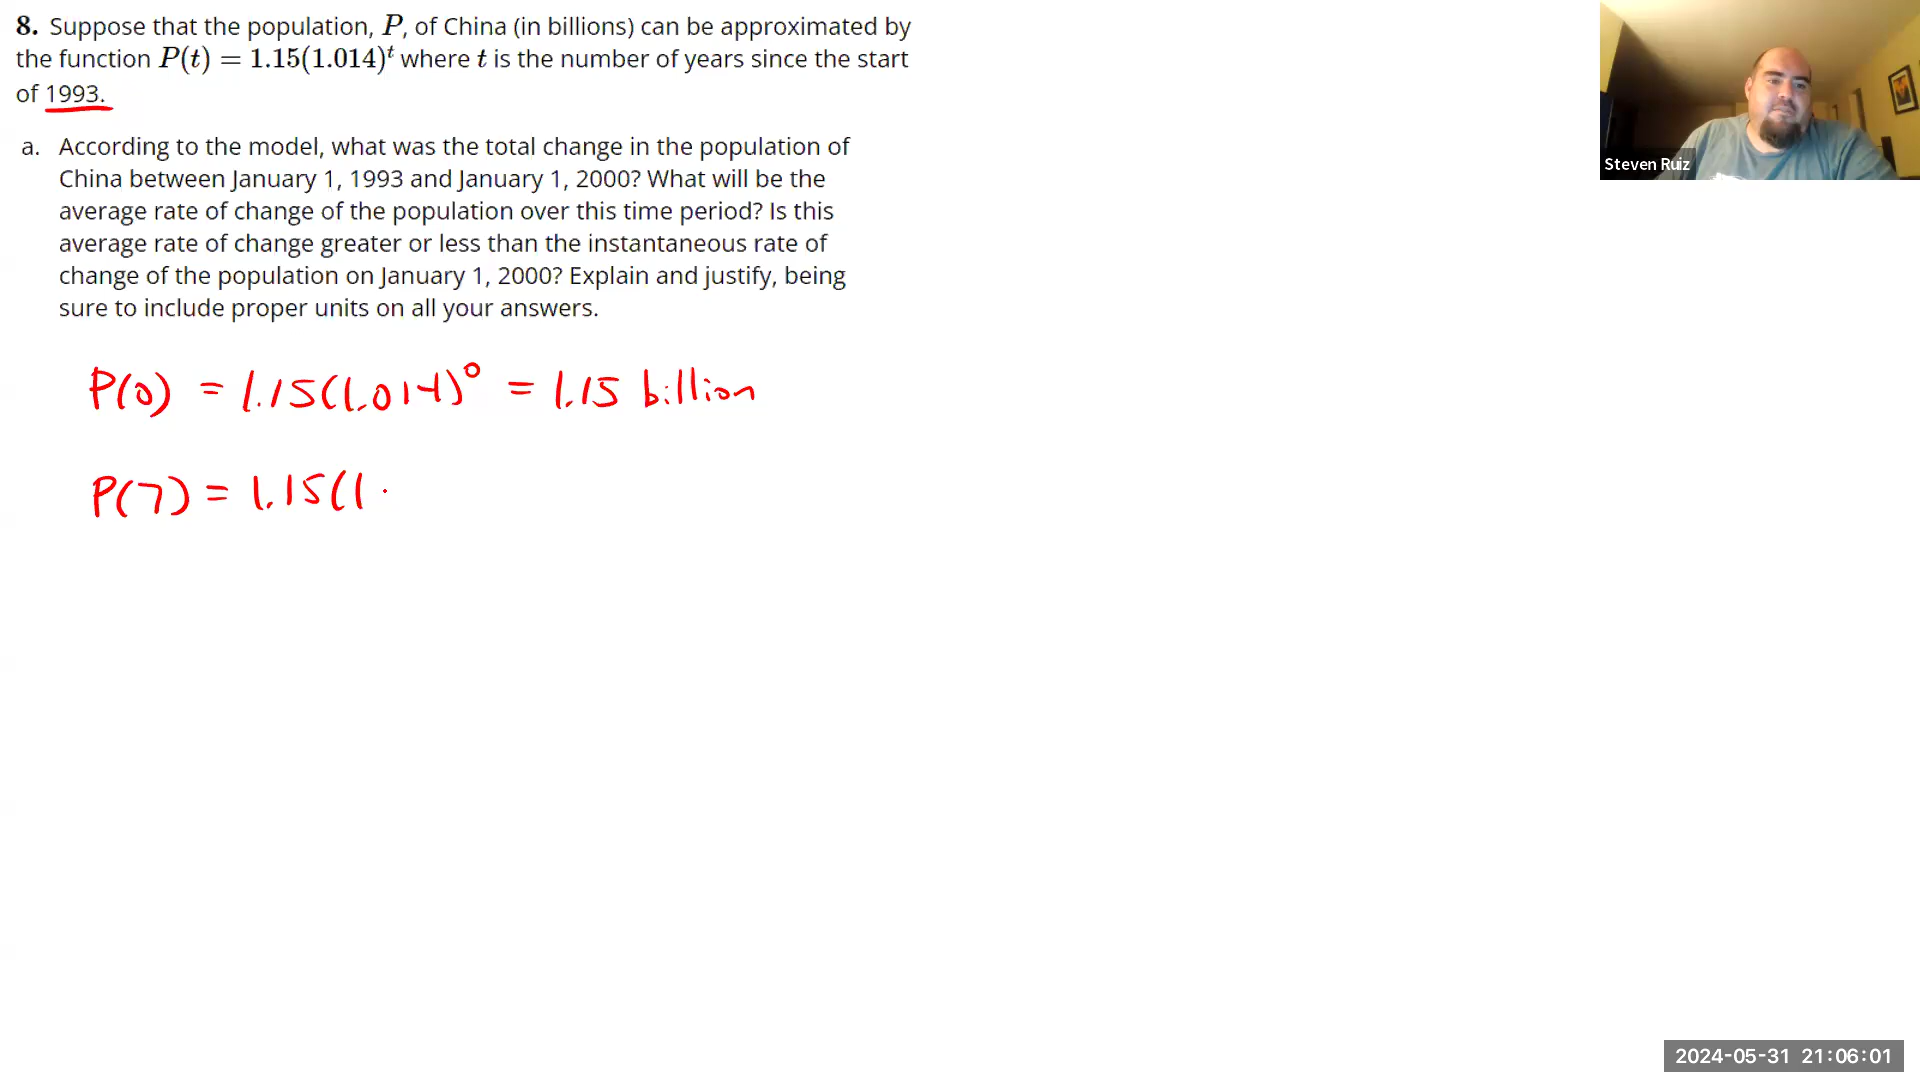 8. Suppose that the population, P, of China (in billions) can be approximated by
the function P(t) = 1.15(1.014)^t where t is the number of years since the start
of 1993.
a. According to the model, what was the total change in the population of
China between January 1, 1993 and January 1, 2000? What will be the
average rate of change of the population over this time period? Is this
average rate of change greater or less than the instantaneous rate of
change of the population on January 1, 2000? Explain and justify, being
sure to include proper units on all your answers.
P(0) = 1.15(1.014)^0 = 1.15 billion
P(7) = 1.15(1.
Steven Ruiz
2024-05-31 21:06:01